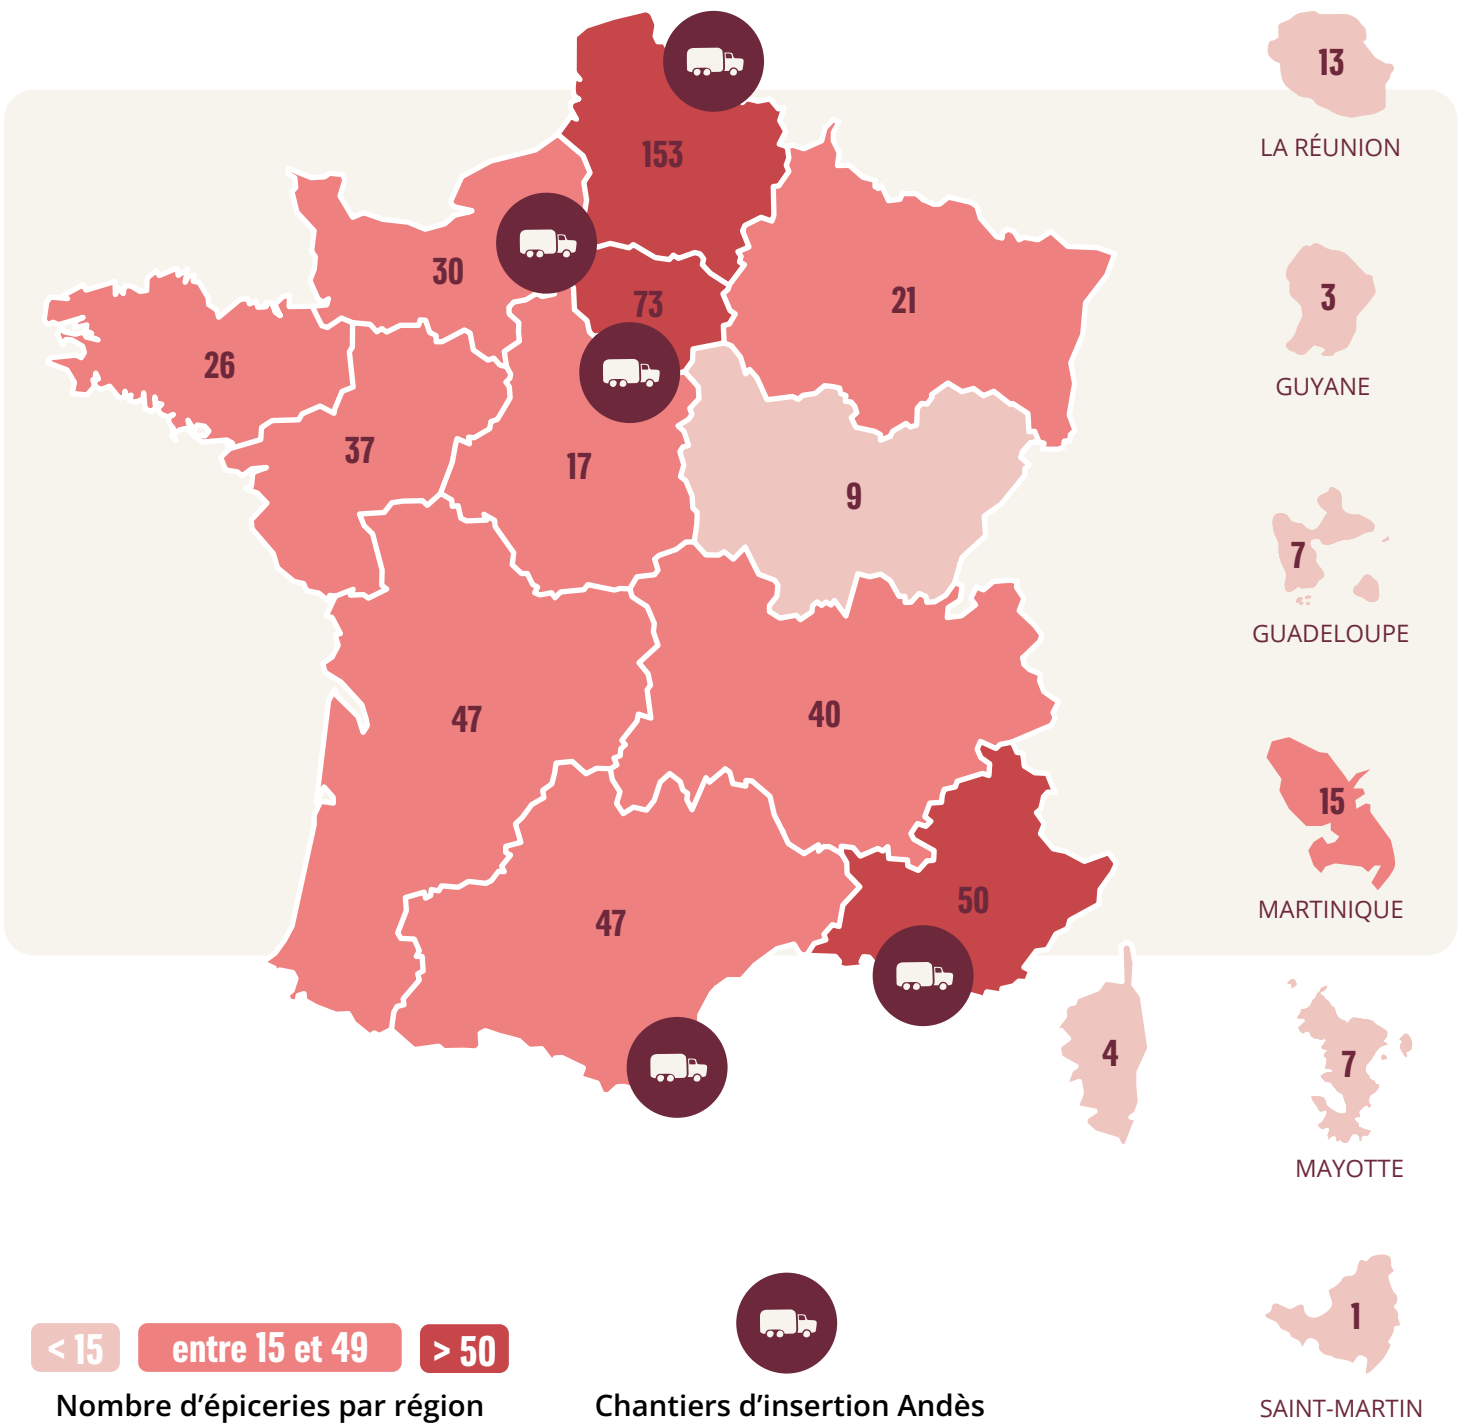 13
LA RÉUNION
153
30
73
21
3
GUYANE
26
37
17
9
7
GUADELOUPE
47
40
15
MARTINIQUE
47
50
4
7
MAYOTTE
1
SAINT-MARTIN
< 15
entre 15 et 49
> 50
Nombre d’épiceries par région
Chantiers d’insertion Andès